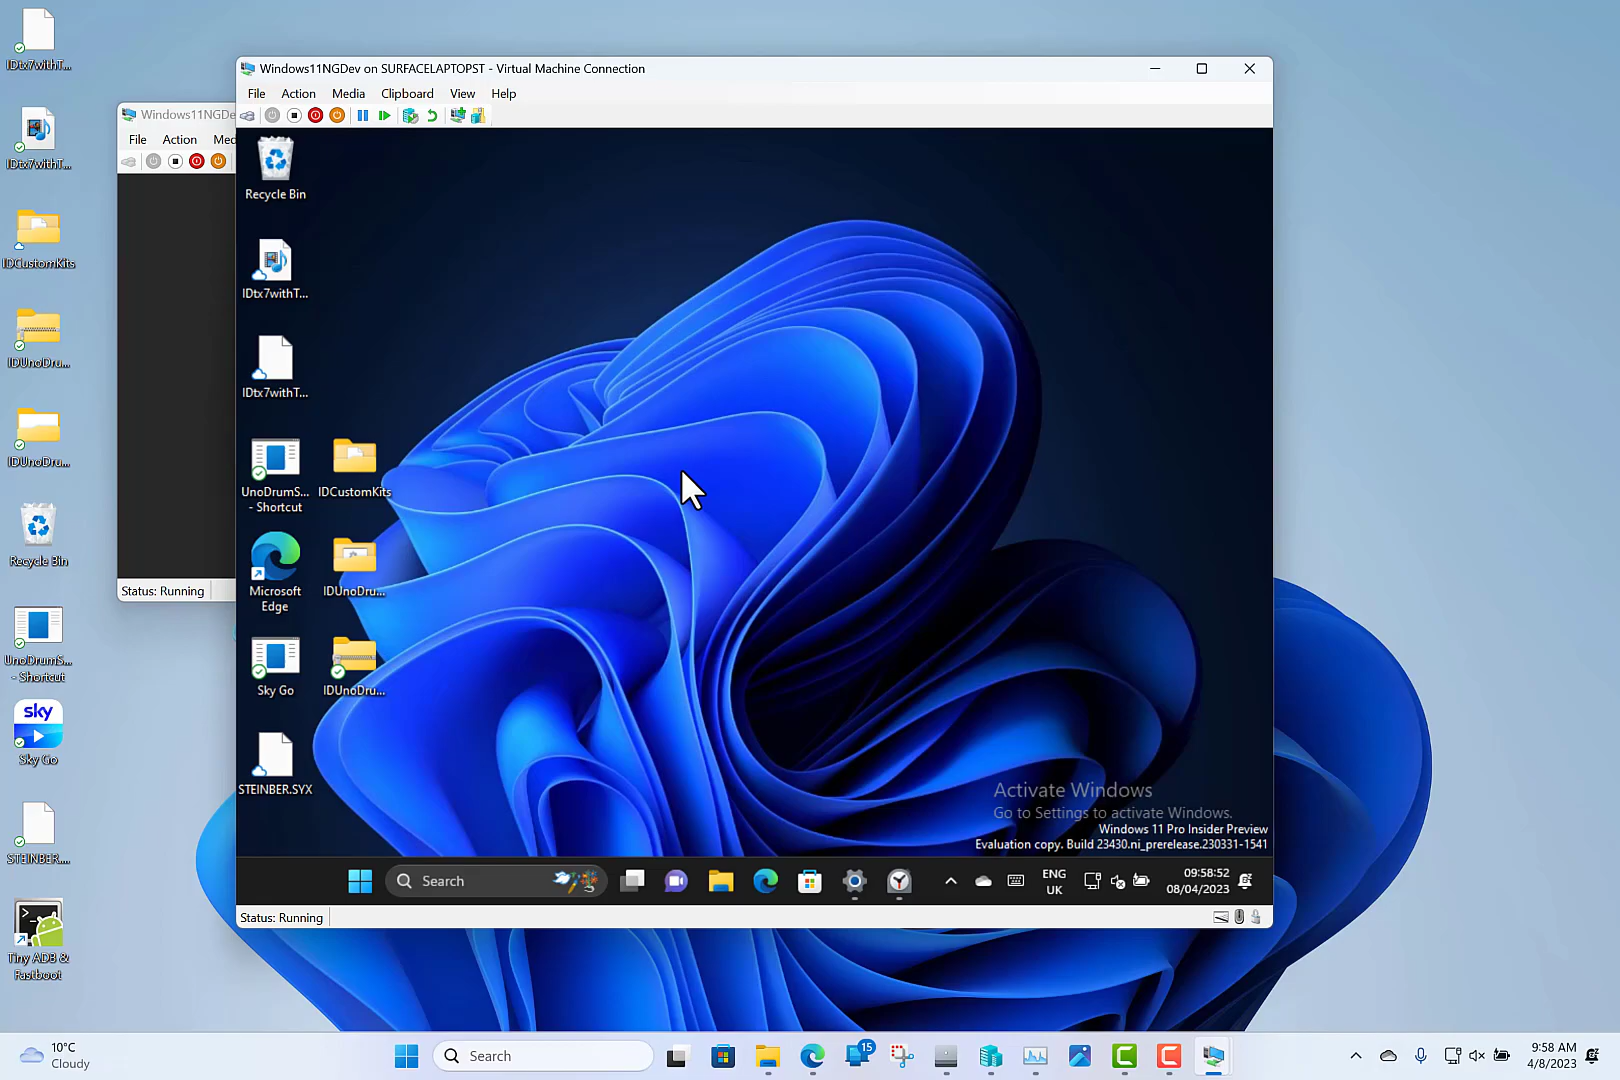 IDtx7withT...
IDtx7withT...
IDCustomKits
IDUnoDru...
IDUnoDru...
Recycle Bin
UnoDrumS...
- Shortcut
sky
Sky Go
STEINBER....
Tiny ADB &
Fastboot
Windows11NGDe
File Action Med
Status: Running
Windows11NGDev on SURFACELAPTOPST - Virtual Machine Connection
File Action Media Clipboard View Help
Recycle Bin
IDtx7withT...
IDtx7withT...
UnoDrumS...
- Shortcut
IDCustomKits
Microsoft
Edge
IDUnoDru...
Sky Go
IDUnoDru...
STEINBER.SYX
Activate Windows
Go to Settings to activate Windows.
Windows 11 Pro Insider Preview
Evaluation copy. Build 23430.ni_prerelease.230331-1541
Search
ENG
UK
09:58:52
08/04/2023
Status: Running
10°C
Cloudy
Search
15
9:58 AM
4/8/2023